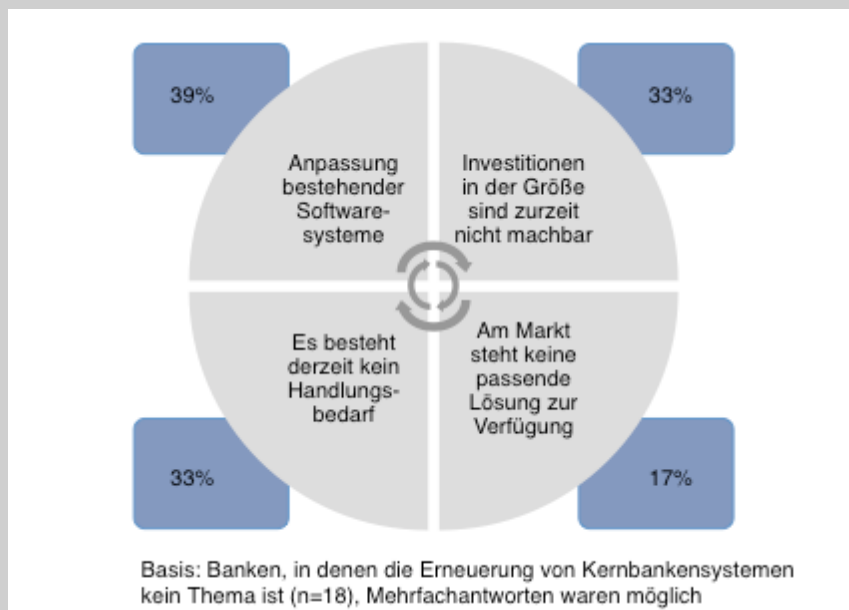 39%
33%
Anpassung
bestehender
Software-
systeme
Investitionen
in der Größe
sind zurzeit
nicht machbar
Es besteht
derzeit kein
Handlungs-
bedarf
Am Markt
steht keine
passende
Lösung zur
Verfügung
33%
17%
Basis: Banken, in denen die Erneuerung von Kernbankensystemen
kein Thema ist (n=18), Mehrfachantworten waren möglich